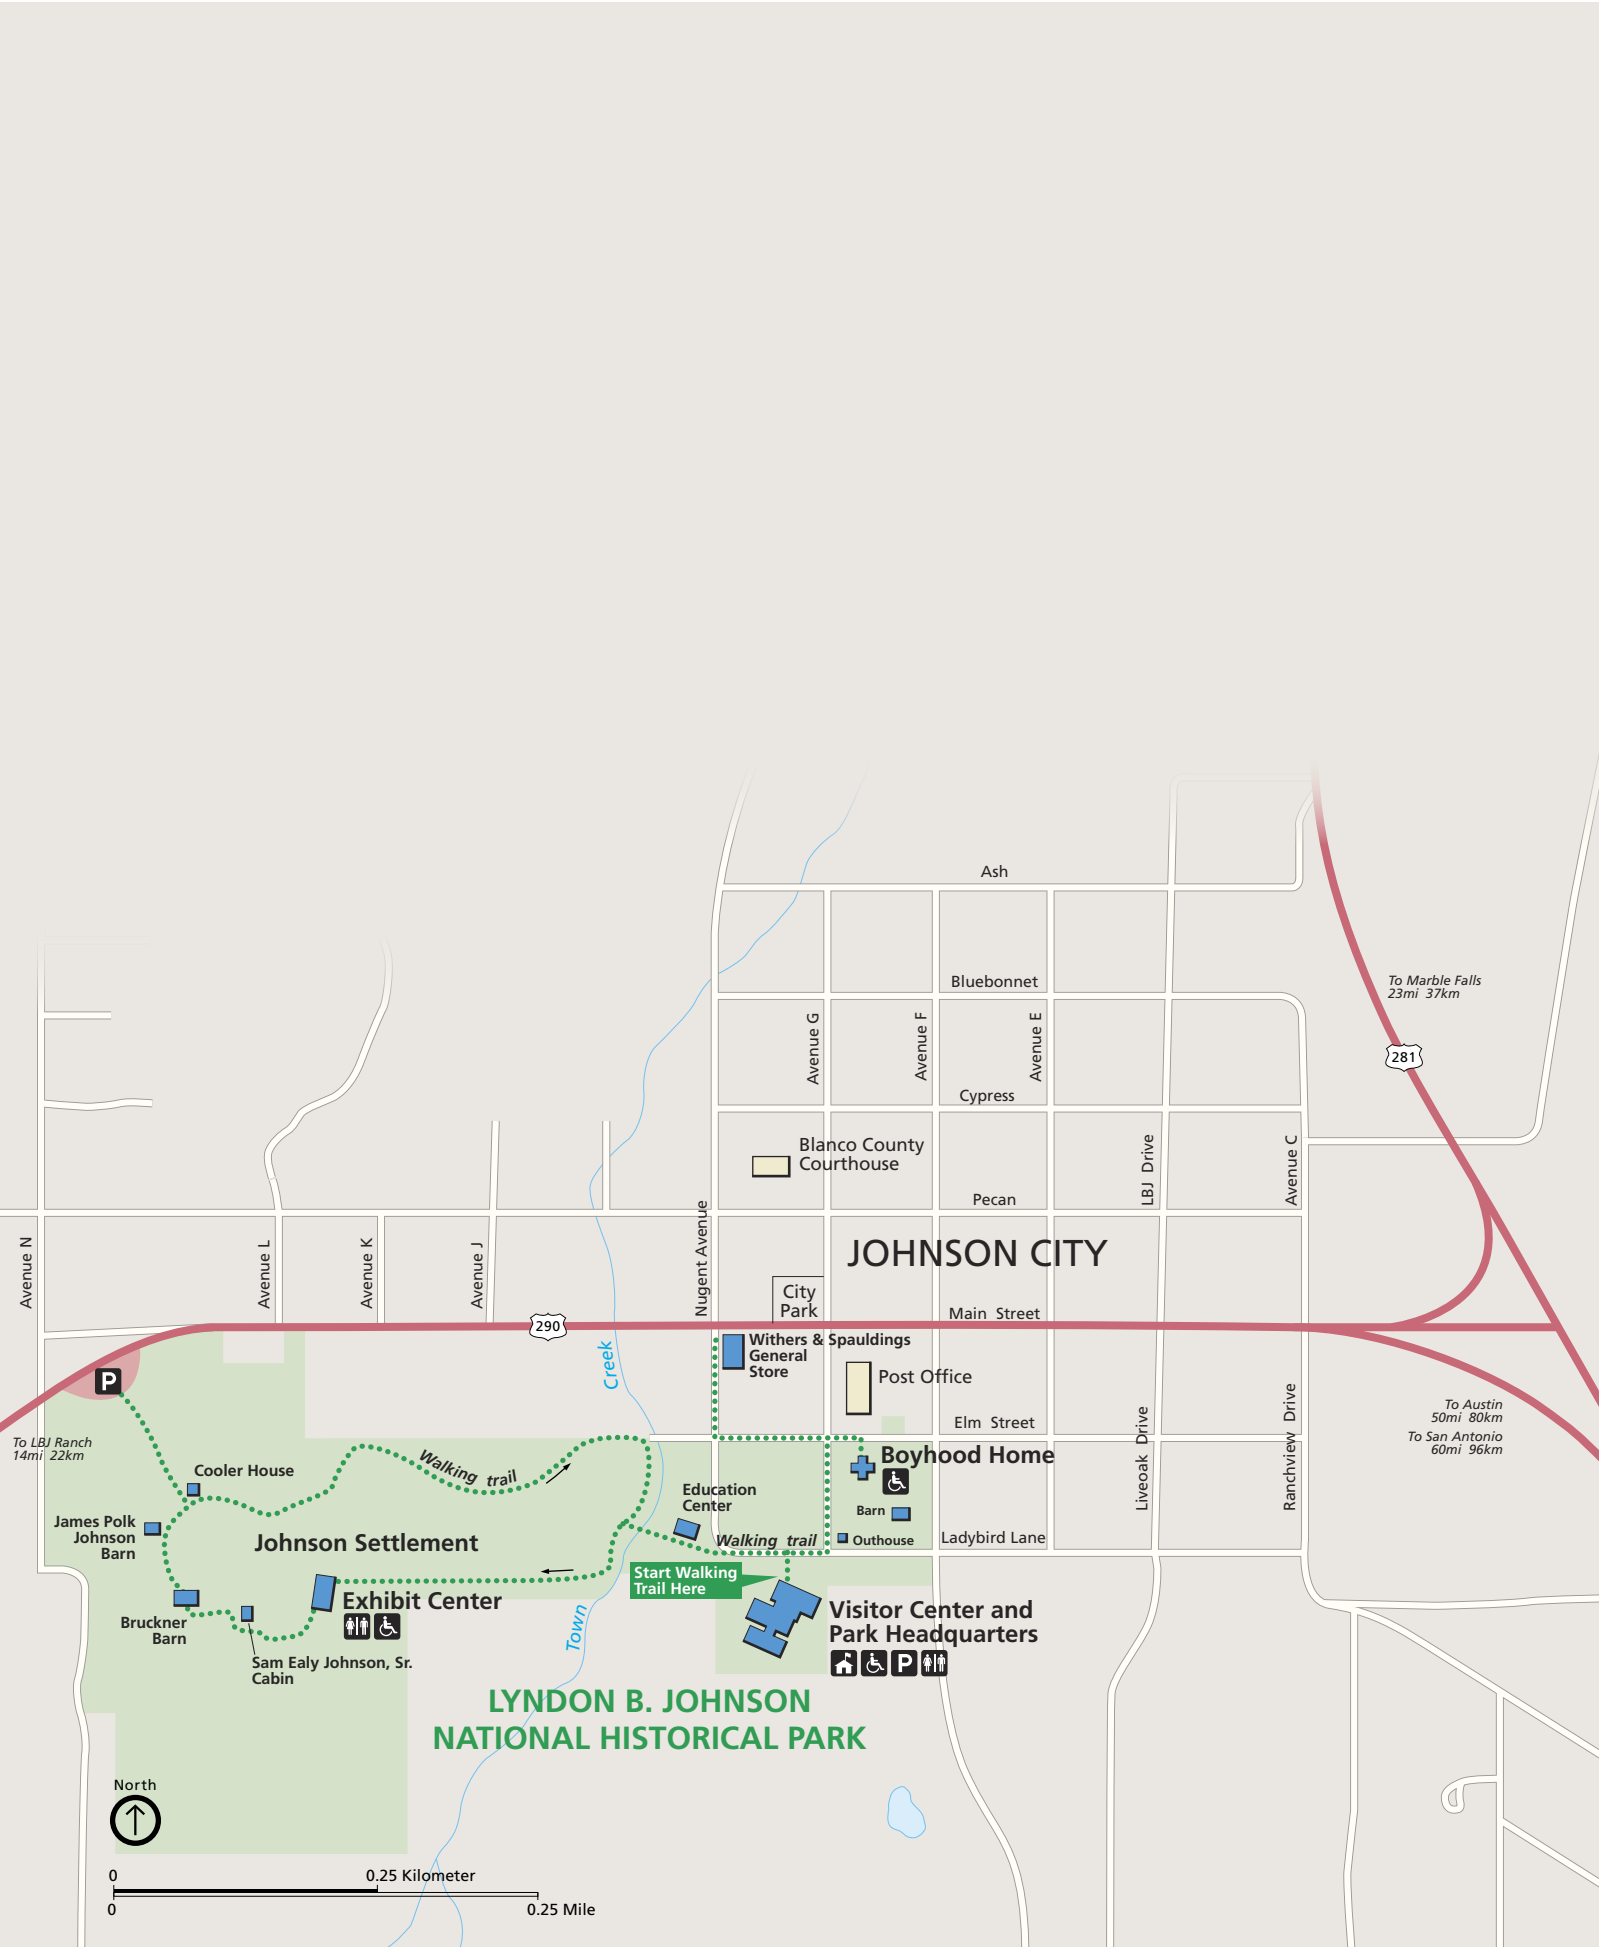 Ash
To Marble Falls
23mi 37km
Bluebonnet
Avenue G
Avenue F
Avenue E
281
Cypress
Blanco County
Courthouse
LBJ Drive
Avenue C
Pecan
Nugent Avenue
Avenue N
Avenue L
Avenue K
Avenue J
JOHNSON CITY
City
Park
Main Street
290
Creek
Withers & Spauldings
General
Store
Post Office
P
Elm Street
Liveoak Drive
Ranchview Drive
To Austin
50mi 80km
To San Antonio
60mi 96km
To LBJ Ranch
14mi 22km
Walking trail
Boyhood Home
Cooler House
Education
Center
Barn
James Polk
Johnson
Barn
Johnson Settlement
Walking trail
Outhouse
Ladybird Lane
Start Walking
Trail Here
Exhibit Center
Bruckner
Barn
Town
Visitor Center and
Park Headquarters
P
Sam Ealy Johnson, Sr.
Cabin
LYNDON B. JOHNSON
NATIONAL HISTORICAL PARK
North
0
0.25 Kilometer
0
0.25 Mile